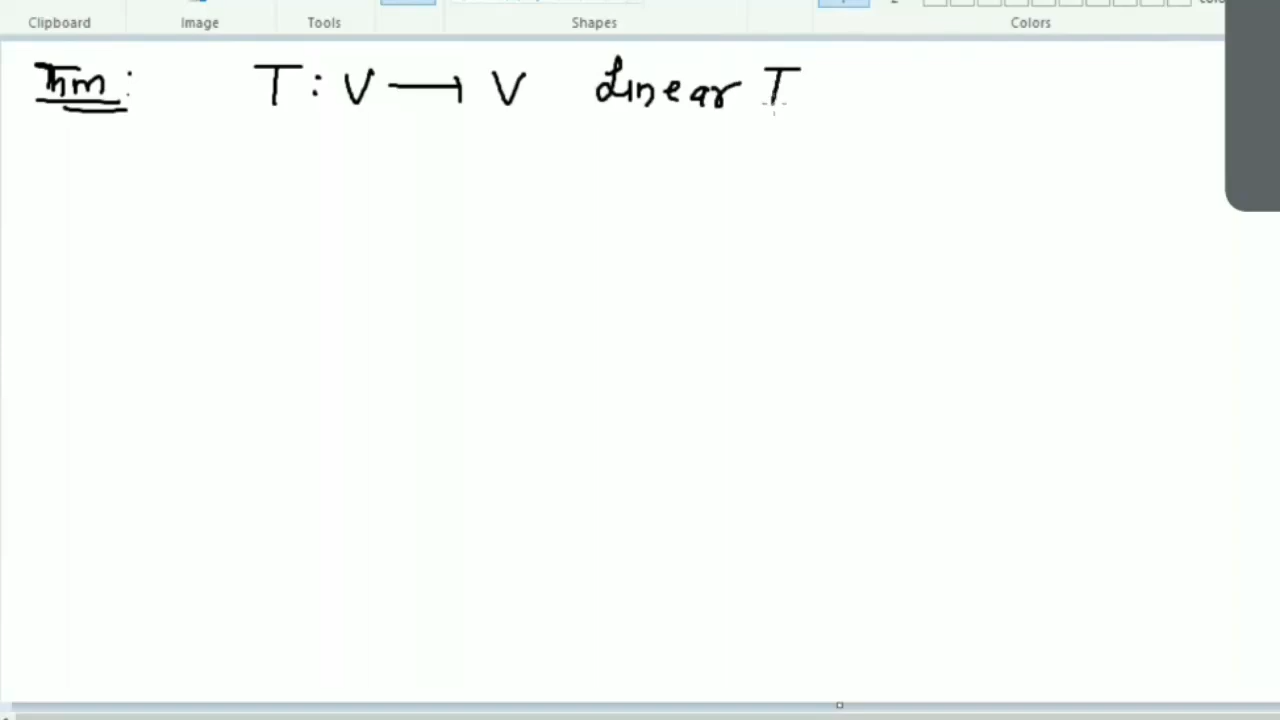 Clipboard Image Tools Shapes Colors
Thm: T : V → V Linear T